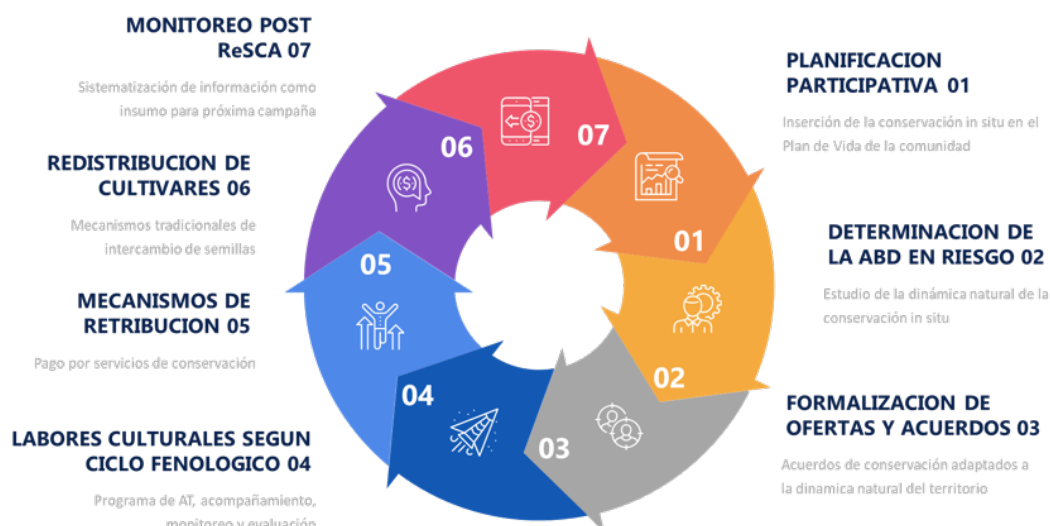 MONITOREO POST
ReSCA 07
Sistematización de información como
insumo para próxima campaña
REDISTRIBUCION DE
CULTIVARES 06
Mecanismos tradicionales de
intercambio de semillas
MECANISMOS DE
RETRIBUCION 05
Pago por servicios de conservación
LABORES CULTURALES SEGUN
CICLO FENOLOGICO 04
Programa de AT, acompañamiento,
monitoreo y evaluación
07
06
01
05
02
04
03
($)
($)
PLANIFICACION
PARTICIPATIVA 01
Inserción de la conservación in situ en el
Plan de Vida de la comunidad
DETERMINACION DE
LA ABD EN RIESGO 02
Estudio de la dinámica natural de la
conservación in situ
FORMALIZACION DE
OFERTAS Y ACUERDOS 03
Acuerdos de conservación adaptados a
la dinamica natural del territorio